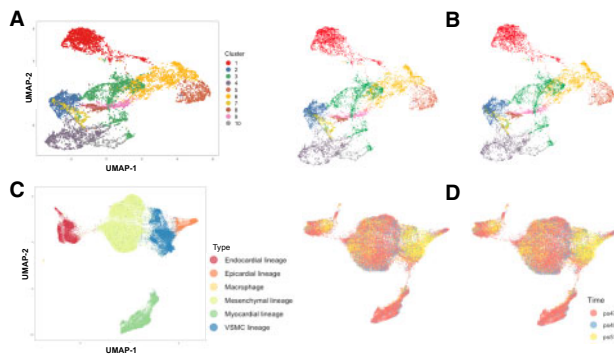 A
B
UMAP-2
Cluster
1
2
3
4
5
6
7
8
9
10
UMAP-1
C
D
UMAP-2
Type
Endocardial lineage
Epicardial lineage
Macrophage
Mesenchymal lineage
Myocardial lineage
VSMC lineage
Time
UMAP-1